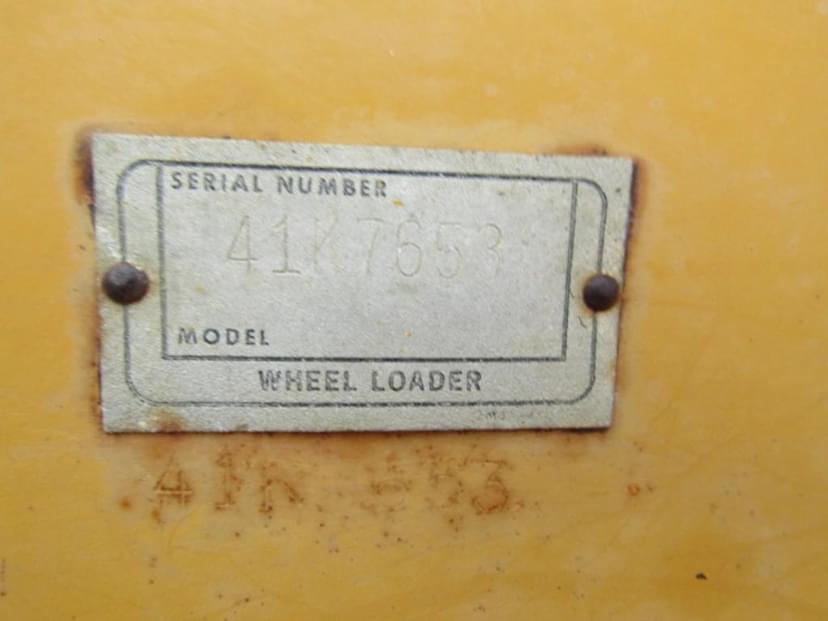 SERIAL NUMBER
41K7653
MODEL
WHEEL LOADER